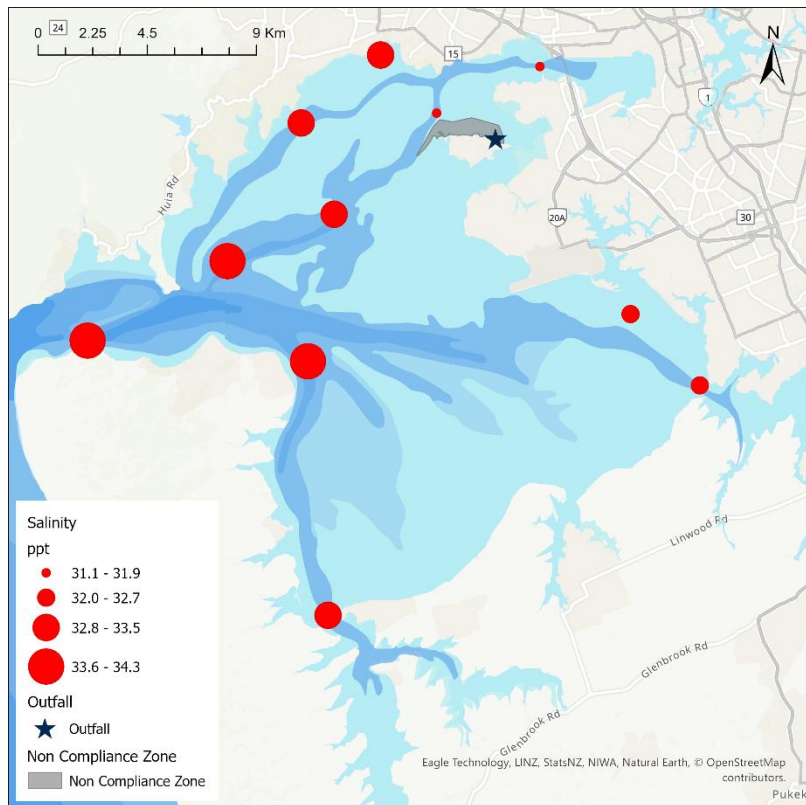 24
0 2.25 4.5 9 Km
15
N
1
Huia Rd
20A
30
Linwood Rd
Glenbrook Rd
Glenbrook Rd
Salinity
ppt
31.1 - 31.9
32.0 - 32.7
32.8 - 33.5
33.6 - 34.3
Outfall
Outfall
Non Compliance Zone
Non Compliance Zone
Eagle Technology, LINZ, StatsNZ, NIWA, Natural Earth, © OpenStreetMap
contributors.
Pukek